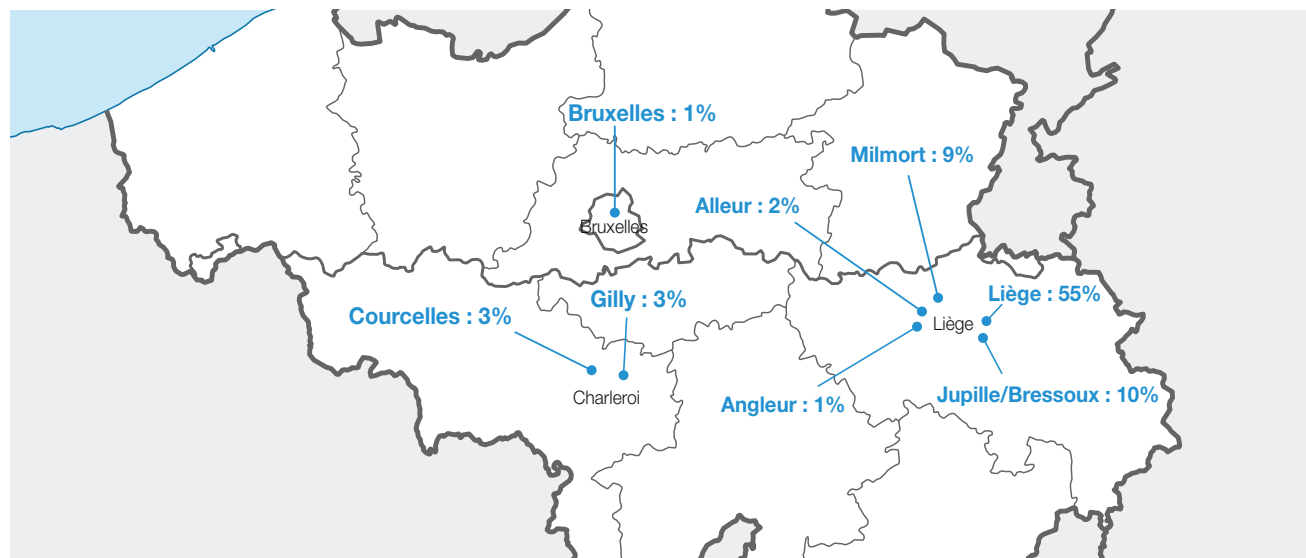 Bruxelles : 1%
Milmort : 9%
Alleur : 2%
Bruxelles
Gilly : 3%
Liège : 55%
Courcelles : 3%
Liège
Charleroi
Angleur : 1%
Jupille/Bressoux : 10%